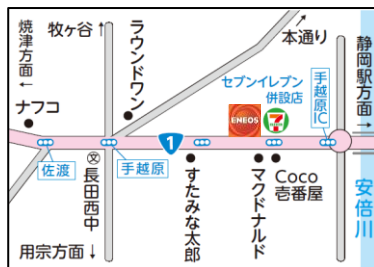 焼津方面
↓
牧ヶ谷↑
ラウンドワン
本通り
静岡駅方面→
ナフコ
セブンイレブン
併設店
ENEOS
7
ELEVEN
手越原IC
1
佐渡
文
長田西中
手越原
すたみな太郎
マクドナルド
Coco
壱番屋
安倍川
用宗方面↓